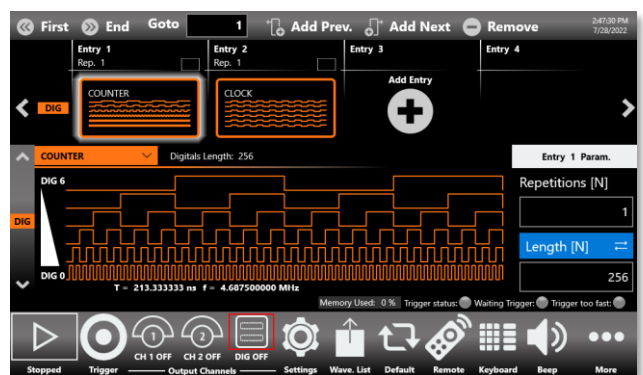 First End Goto 1 Add Prev. Add Next Remove 2:47:30 PM
7/28/2022
Entry 1 Entry 2 Entry 3 Entry 4
Rep. 1 Rep. 1
COUNTER CLOCK Add Entry
DIG
COUNTER Digitals Length: 256 Entry 1 Param.
DIG 6 Repetitions [N]
1
DIG
Length [N]
DIG 0 256
T = 213.333333 ns f = 4.687500000 MHz
Memory Used: 0 % Trigger status: Waiting Trigger: Trigger too fast:
1 2
CH 1 OFF CH 2 OFF DIG OFF
Stopped Trigger Output Channels Settings Wave. List Default Remote Keyboard Beep More